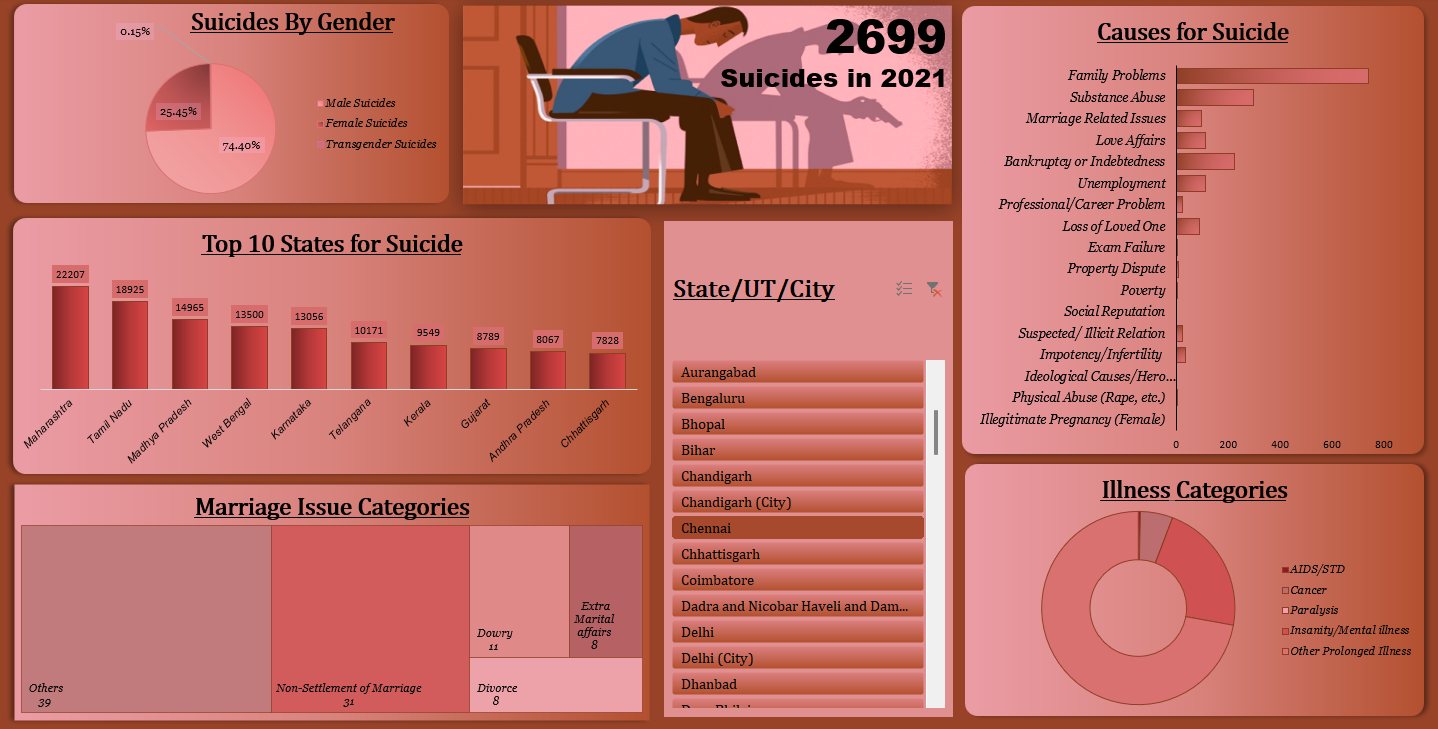 Suicides By Gender
0.15%
25.45%
74.40%
Male Suicides
Female Suicides
Transgender Suicides
2699
Suicides in 2021
Causes for Suicide
Family Problems
Substance Abuse
Marriage Related Issues
Love Affairs
Bankruptcy or Indebtedness
Unemployment
Professional/Career Problem
Loss of Loved One
Exam Failure
Property Dispute
Poverty
Social Reputation
Suspected/ Illicit Relation
Impotency/Infertility
Ideological Causes/Hero...
Physical Abuse (Rape, etc.)
Illegitimate Pregnancy (Female)
0 200 400 600 800
Top 10 States for Suicide
22207
18925
14965
13500
13056
10171
9549
8789
8067
7828
Maharashtra
Tamil Nadu
Madhya Pradesh
West Bengal
Karnataka
Telangana
Kerala
Gujarat
Andhra Pradesh
Chhattisgarh
State/UT/City
Aurangabad
Bengaluru
Bhopal
Bihar
Chandigarh
Chandigarh (City)
Chennai
Chhattisgarh
Coimbatore
Dadra and Nagar Haveli and Dam...
Delhi
Delhi (City)
Dhanbad
Marriage Issue Categories
Others
39
Non-Settlement of Marriage
31
Dowry
11
Extra
Marital
affairs
8
Divorce
8
Illness Categories
AIDS/STD
Cancer
Paralysis
Insanity/Mental illness
Other Prolonged Illness